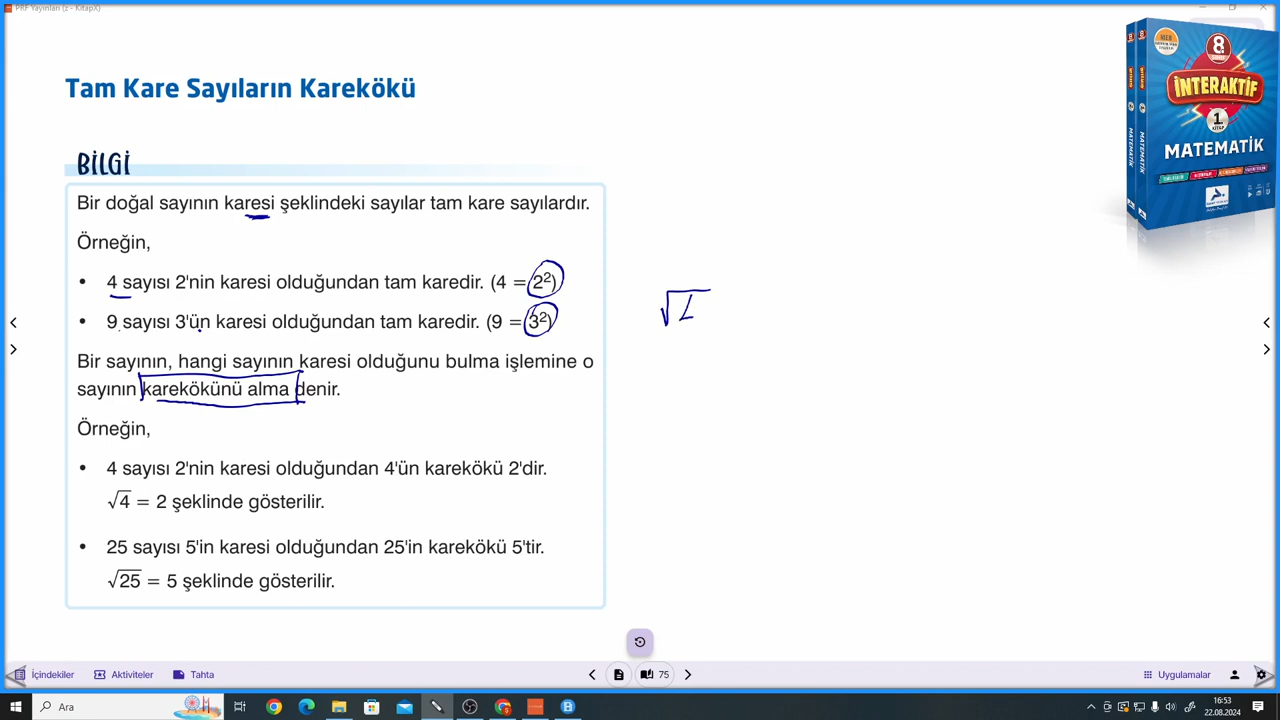 PRF Yayınları (z - KitapX)
Tam Kare Sayıların Karekökü
8.
SINIF
İNTERAKTİF
1
KİTAP
MATEMATİK
MATEMATİK
MATEMATİK
BİLGİ
Bir doğal sayının karesi şeklindeki sayılar tam kare sayılardır.
Örneğin,
• 4 sayısı 2'nin karesi olduğundan tam karedir. (4 = 2²)
• 9 sayısı 3'ün karesi olduğundan tam karedir. (9 = 3²)
Bir sayının, hangi sayının karesi olduğunu bulma işlemine o
sayının karekökünü alma denir.
Örneğin,
• 4 sayısı 2'nin karesi olduğundan 4'ün karekökü 2'dir.
√4 = 2 şeklinde gösterilir.
• 25 sayısı 5'in karesi olduğundan 25'in karekökü 5'tir.
√25 = 5 şeklinde gösterilir.
İçindekiler
Aktiviteler
Tahta
75
Uygulamalar
Ara
16:53
22.08.2024